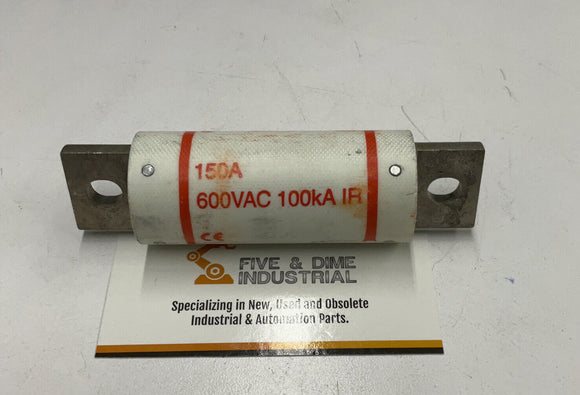 150A
600VAC 100kA IR
CE
FIVE & DIME
INDUSTRIAL
Specializing in New, Used and Obsolete
Industrial & Automation Parts.